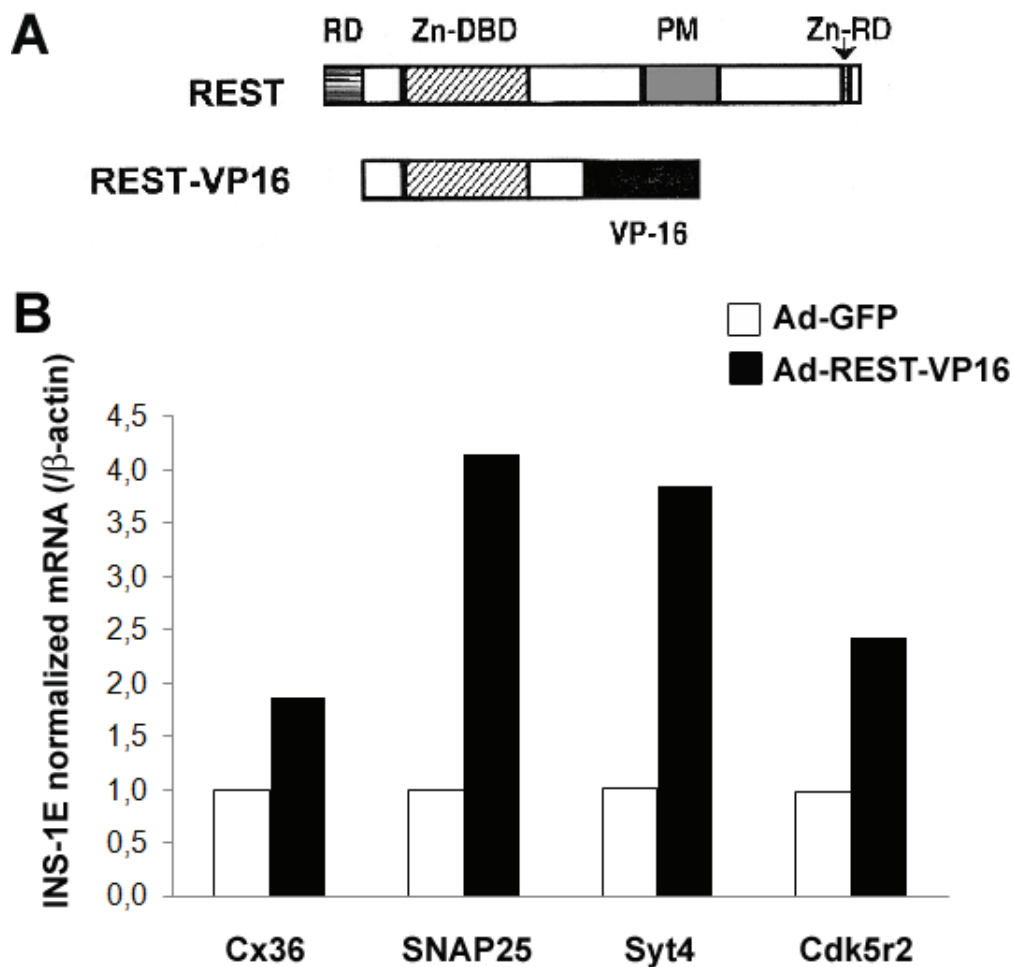 A
RD Zn-DBD PM Zn-RD
REST
REST-VP16
VP-16
B
Ad-GFP
Ad-REST-VP16
INS-1E normalized mRNA (/β-actin)
4,5
4,0
3,5
3,0
2,5
2,0
1,5
1,0
0,5
0,0
Cx36 SNAP25 Syt4 Cdk5r2